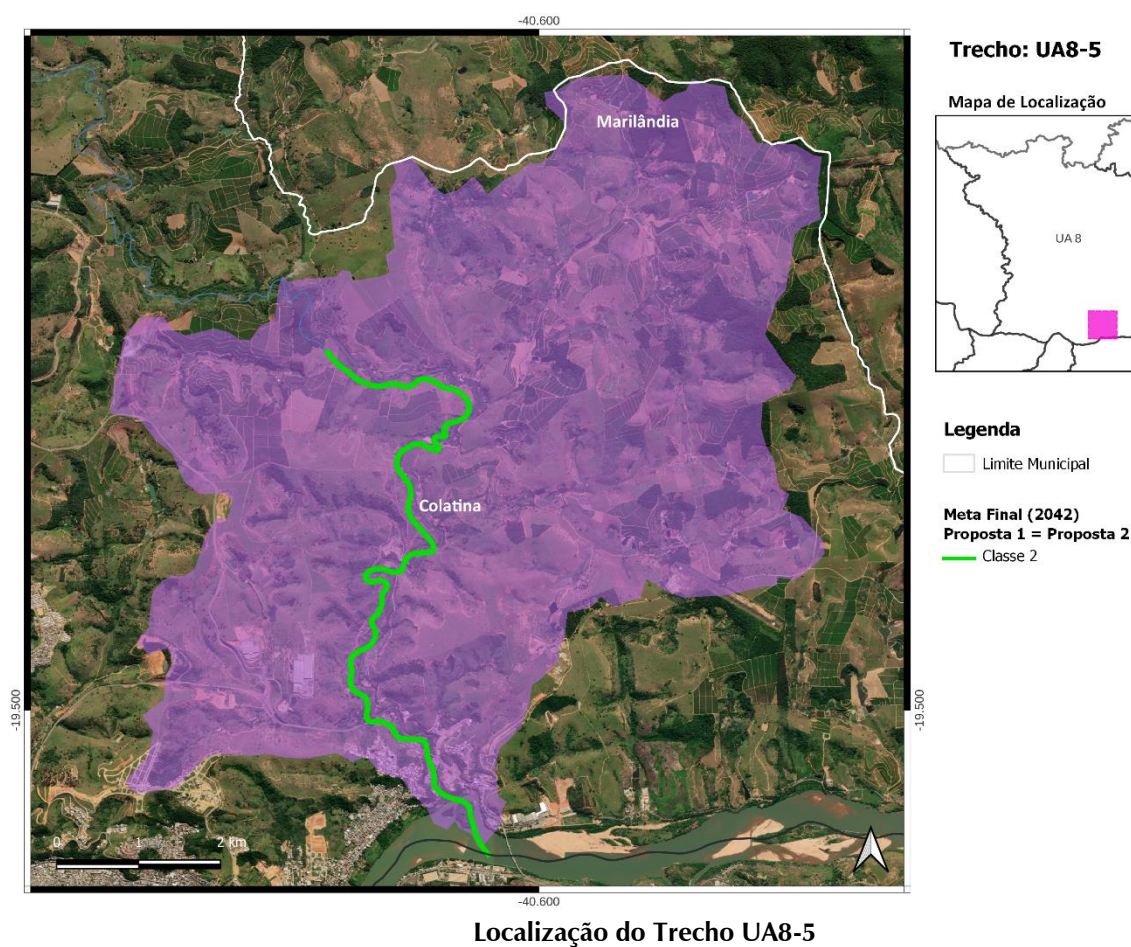 -40.600
Trecho: UA8-5
Mapa de Localização
UA 8
Marilândia
Colatina
Legenda
Limite Municipal
Meta Final (2042)
Proposta 1 = Proposta 2
Classe 2
-19.500
-19.500
0 1 2 km
-40.600
Localização do Trecho UA8-5